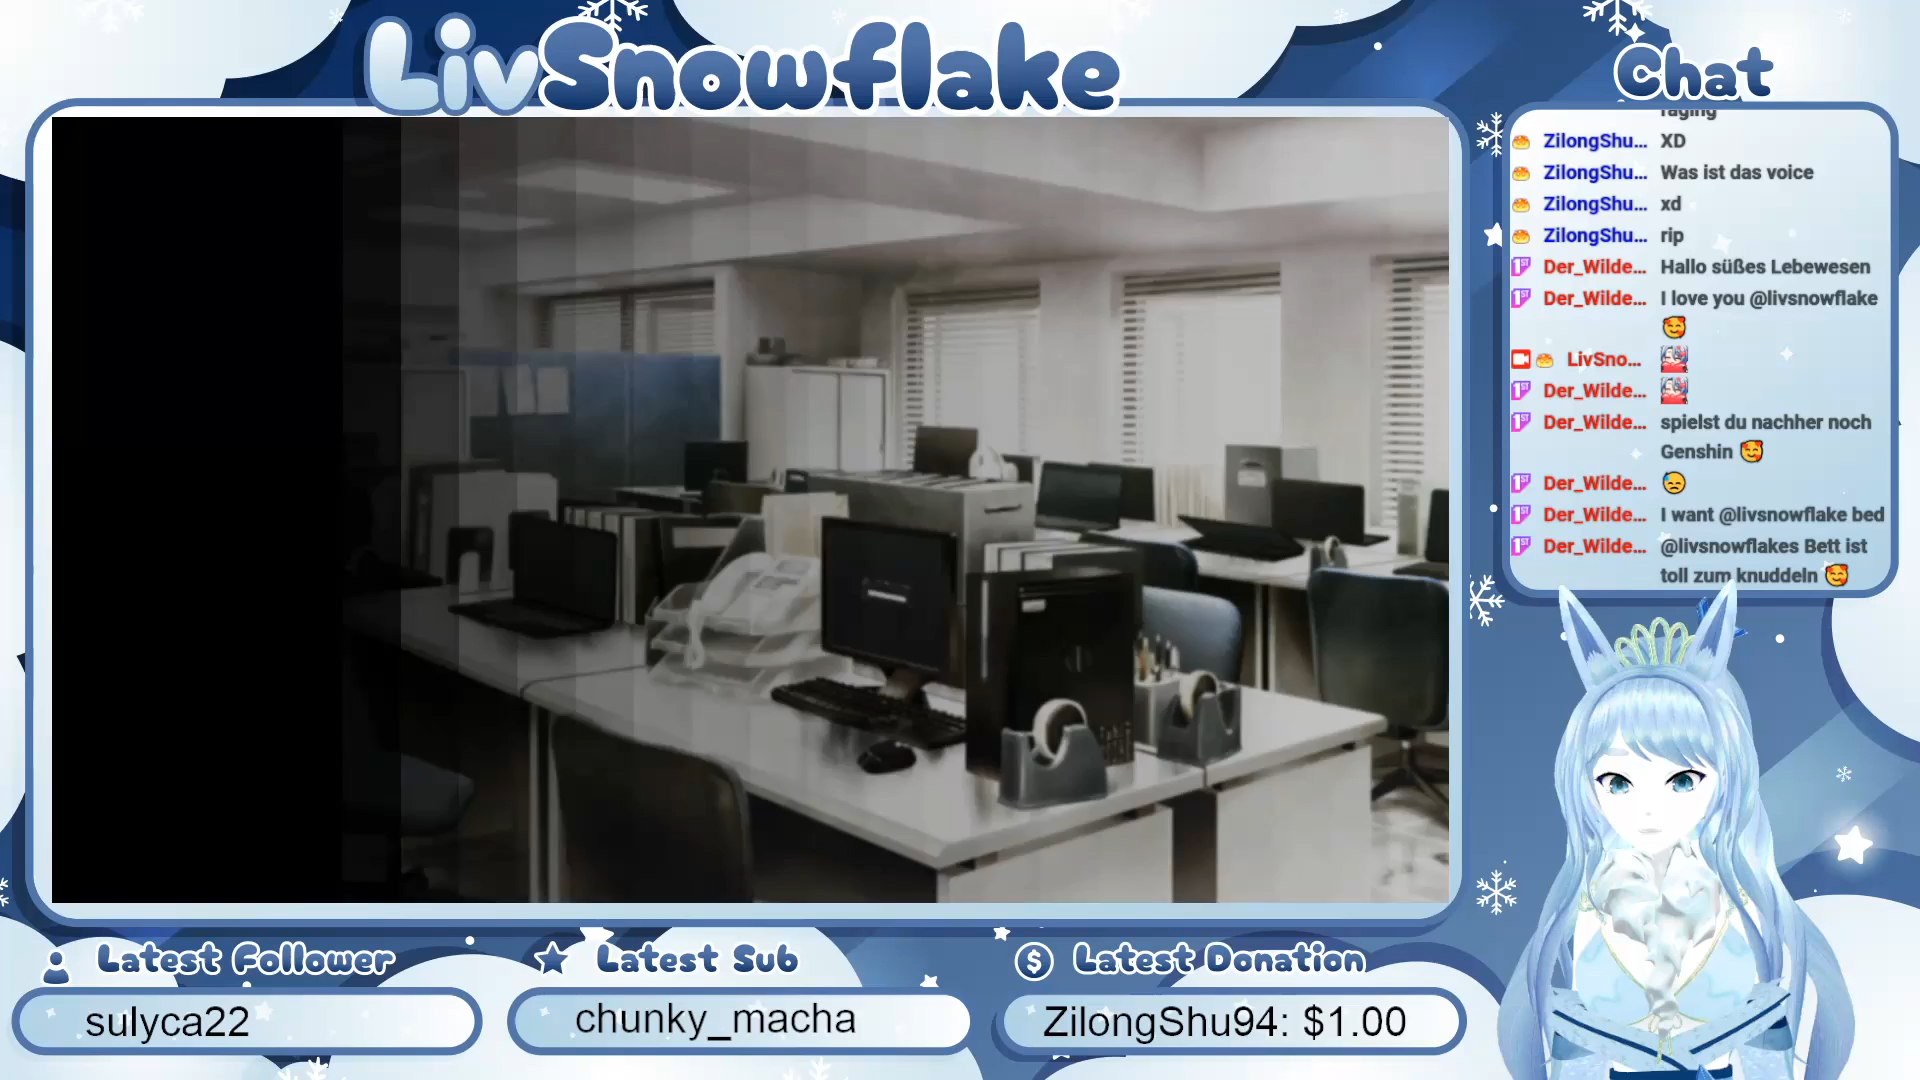 LivSnowflake
Chat
raging
ZilongShu... XD
ZilongShu... Was ist das voice
ZilongShu... xd
ZilongShu... rip
Der_Wilde... Hallo süßes Lebewesen
Der_Wilde... I love you @livsnowflake
🥰
LivSno...
Der_Wilde...
Der_Wilde... spielst du nachher noch
Genshin 🥰
Der_Wilde... 😓
Der_Wilde... I want @livsnowflake bed
Der_Wilde... @livsnowflakes Bett ist
toll zum knuddeln 🥰
Latest Follower
sulyca22
Latest Sub
chunky_macha
Latest Donation
ZilongShu94: $1.00